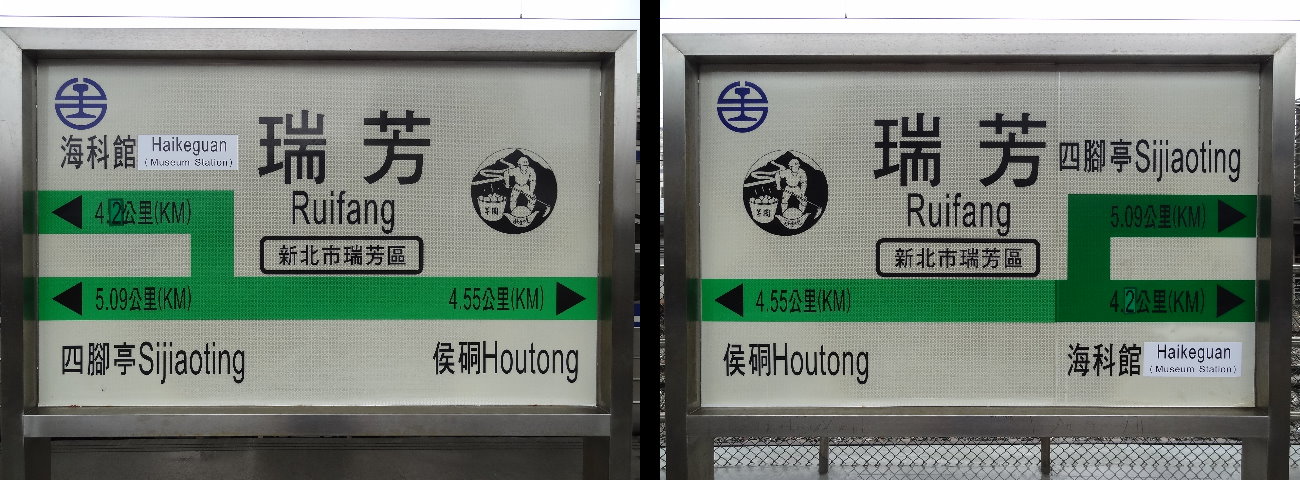 海科館 Haikeguan
(Museum Station)
瑞芳
Ruifang
新北市瑞芳區
4.2公里(KM)
5.09公里(KM)
4.55公里(KM)
四腳亭Sijiaoting
侯硐Houtong
瑞芳
Ruifang
新北市瑞芳區
四腳亭Sijiaoting
5.09公里(KM)
4.55公里(KM)
4.2公里(KM)
侯硐Houtong
海科館 Haikeguan
(Museum Station)